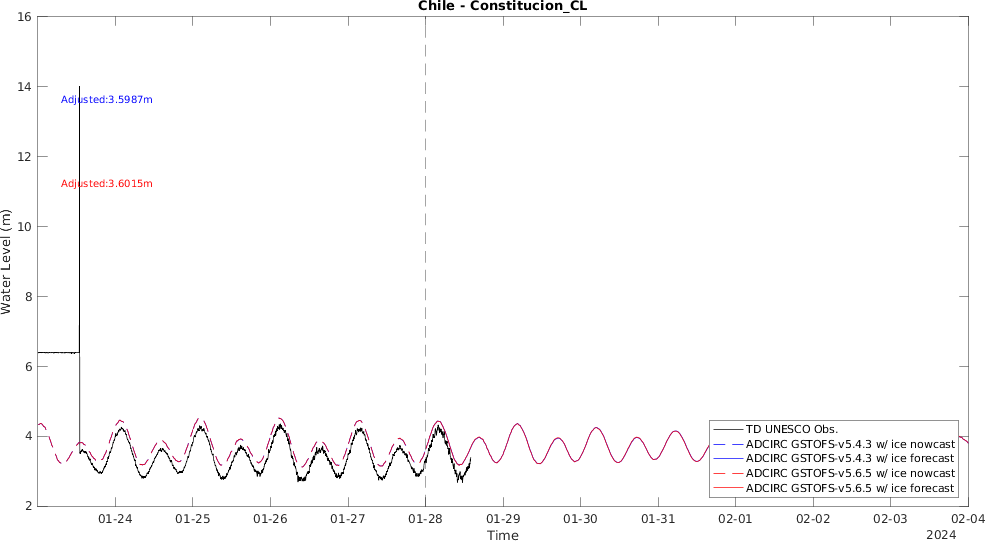 Chile - Constitucion_CL
16
14
12
10
8
6
4
2
Water Level (m)
Adjusted:3.5987m
Adjusted:3.6015m
TD UNESCO Obs.
ADCIRC GSTOFS-v5.4.3 w/ ice nowcast
ADCIRC GSTOFS-v5.4.3 w/ ice forecast
ADCIRC GSTOFS-v5.6.5 w/ ice nowcast
ADCIRC GSTOFS-v5.6.5 w/ ice forecast
01-24 01-25 01-26 01-27 01-28 01-29 01-30 01-31 02-01 02-02 02-03 02-04
Time
2024